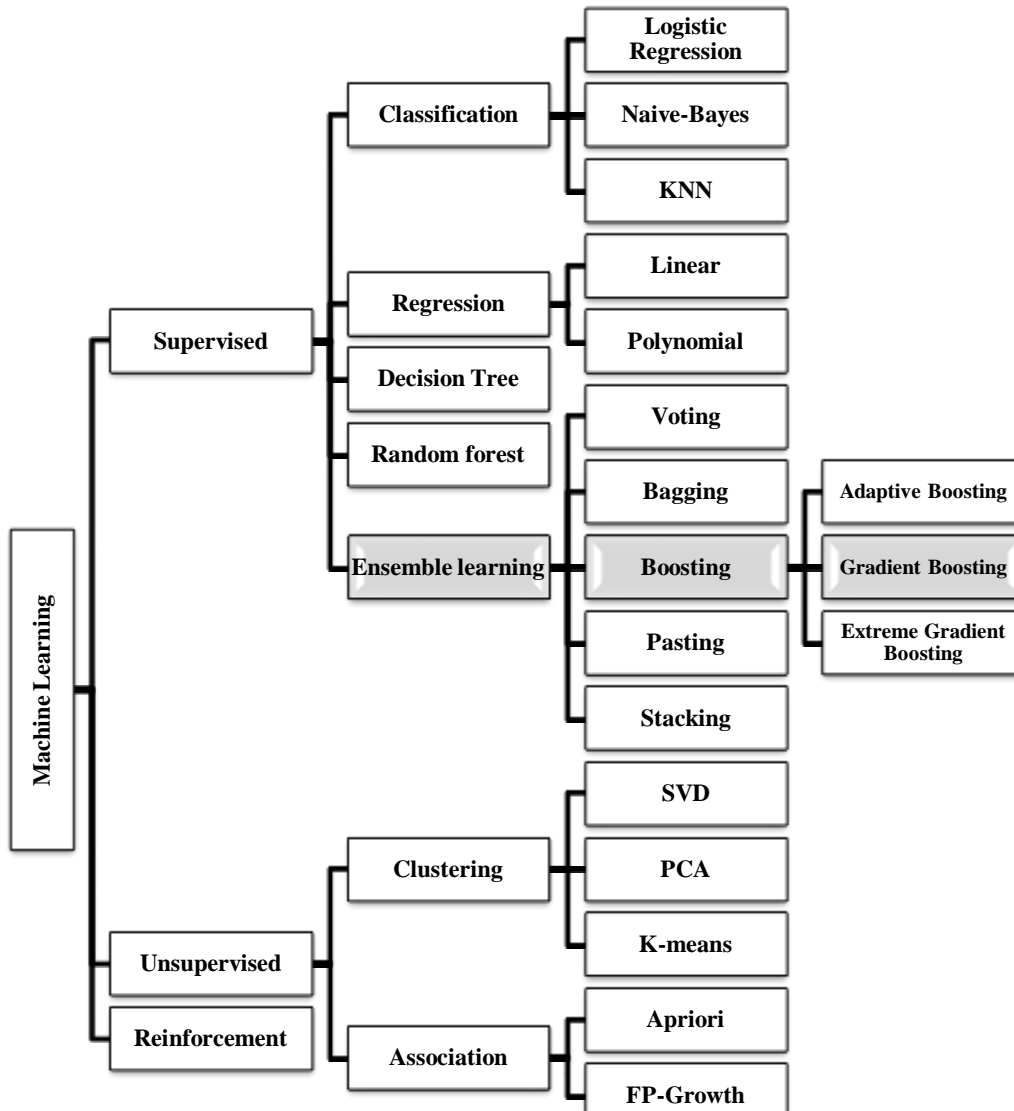 Machine Learning
Supervised
Unsupervised
Reinforcement
Classification
Regression
Decision Tree
Random forest
Ensemble learning
Clustering
Association
Logistic
Regression
Naive-Bayes
KNN
Linear
Polynomial
Voting
Bagging
Boosting
Pasting
Stacking
SVD
PCA
K-means
Apriori
FP-Growth
Adaptive Boosting
Gradient Boosting
Extreme Gradient
Boosting